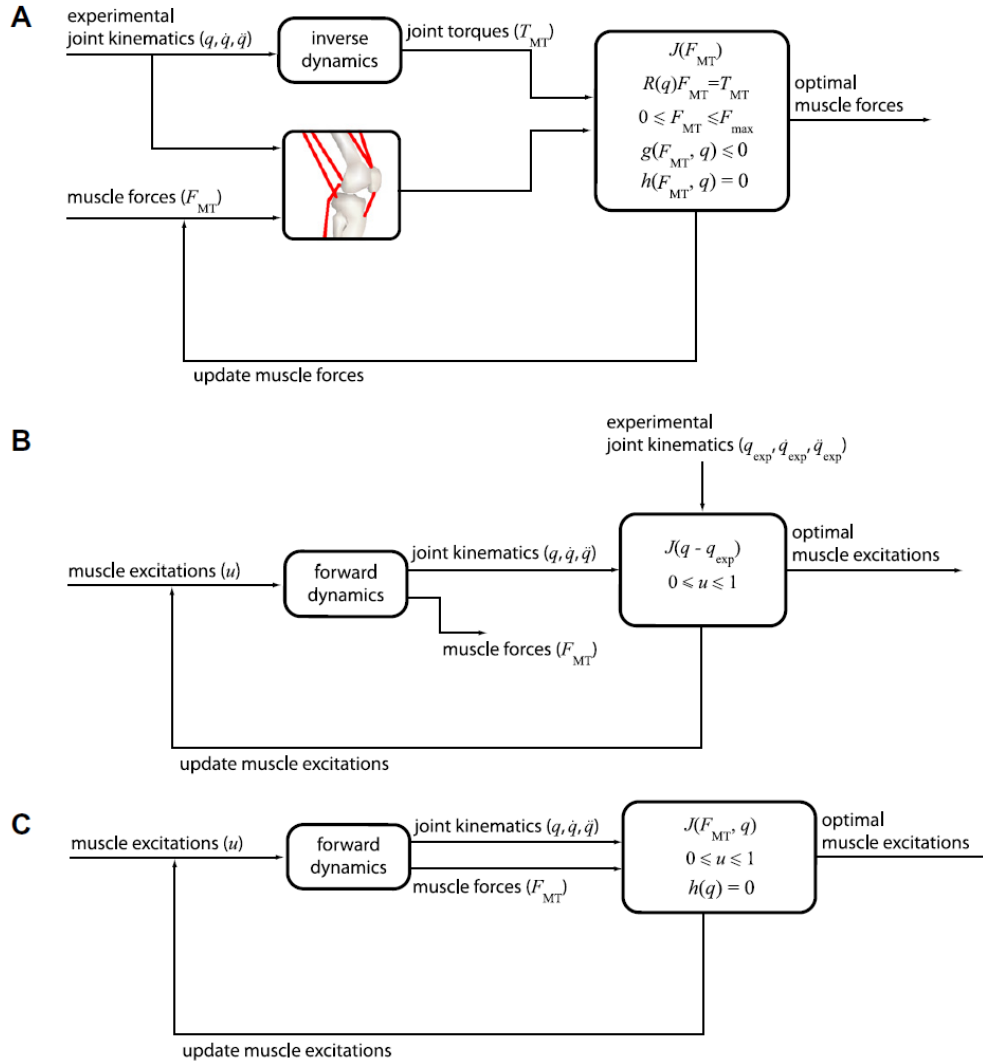 A
experimental
joint kinematics (q, q̇, q̈)
inverse
dynamics
joint torques (T_MT)
J(F_MT)
R(q)F_MT=T_MT
0 ⩽ F_MT ⩽F_max
g(F_MT, q) ⩽ 0
h(F_MT, q) = 0
optimal
muscle forces
muscle forces (F_MT)
update muscle forces
B
experimental
joint kinematics (q_exp, q̇_exp, q̈_exp)
muscle excitations (u)
forward
dynamics
joint kinematics (q, q̇, q̈)
muscle forces (F_MT)
J(q - q_exp)
0 ⩽ u ⩽ 1
optimal
muscle excitations
update muscle excitations
C
muscle excitations (u)
forward
dynamics
joint kinematics (q, q̇, q̈)
muscle forces (F_MT)
J(F_MT, q)
0 ⩽ u ⩽ 1
h(q) = 0
optimal
muscle excitations
update muscle excitations